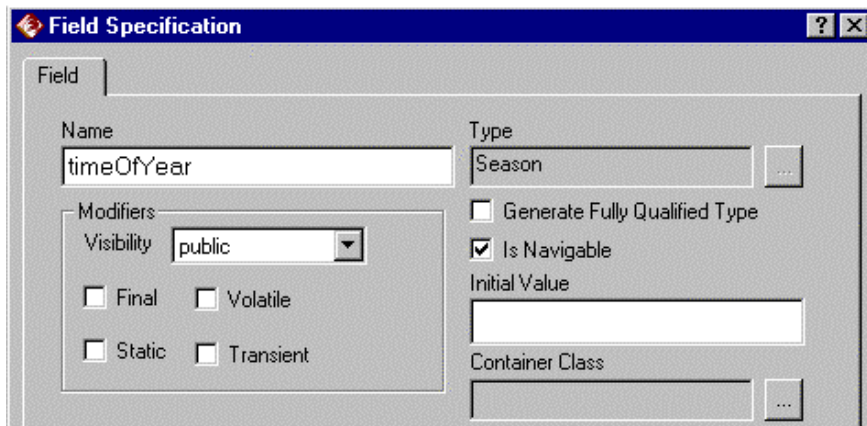 Field Specification
Field
Name
timeOfYear
Type
Season
...
Modifiers
Visibility public
Final Volatile
Static Transient
Generate Fully Qualified Type
Is Navigable
Initial Value
Container Class
...